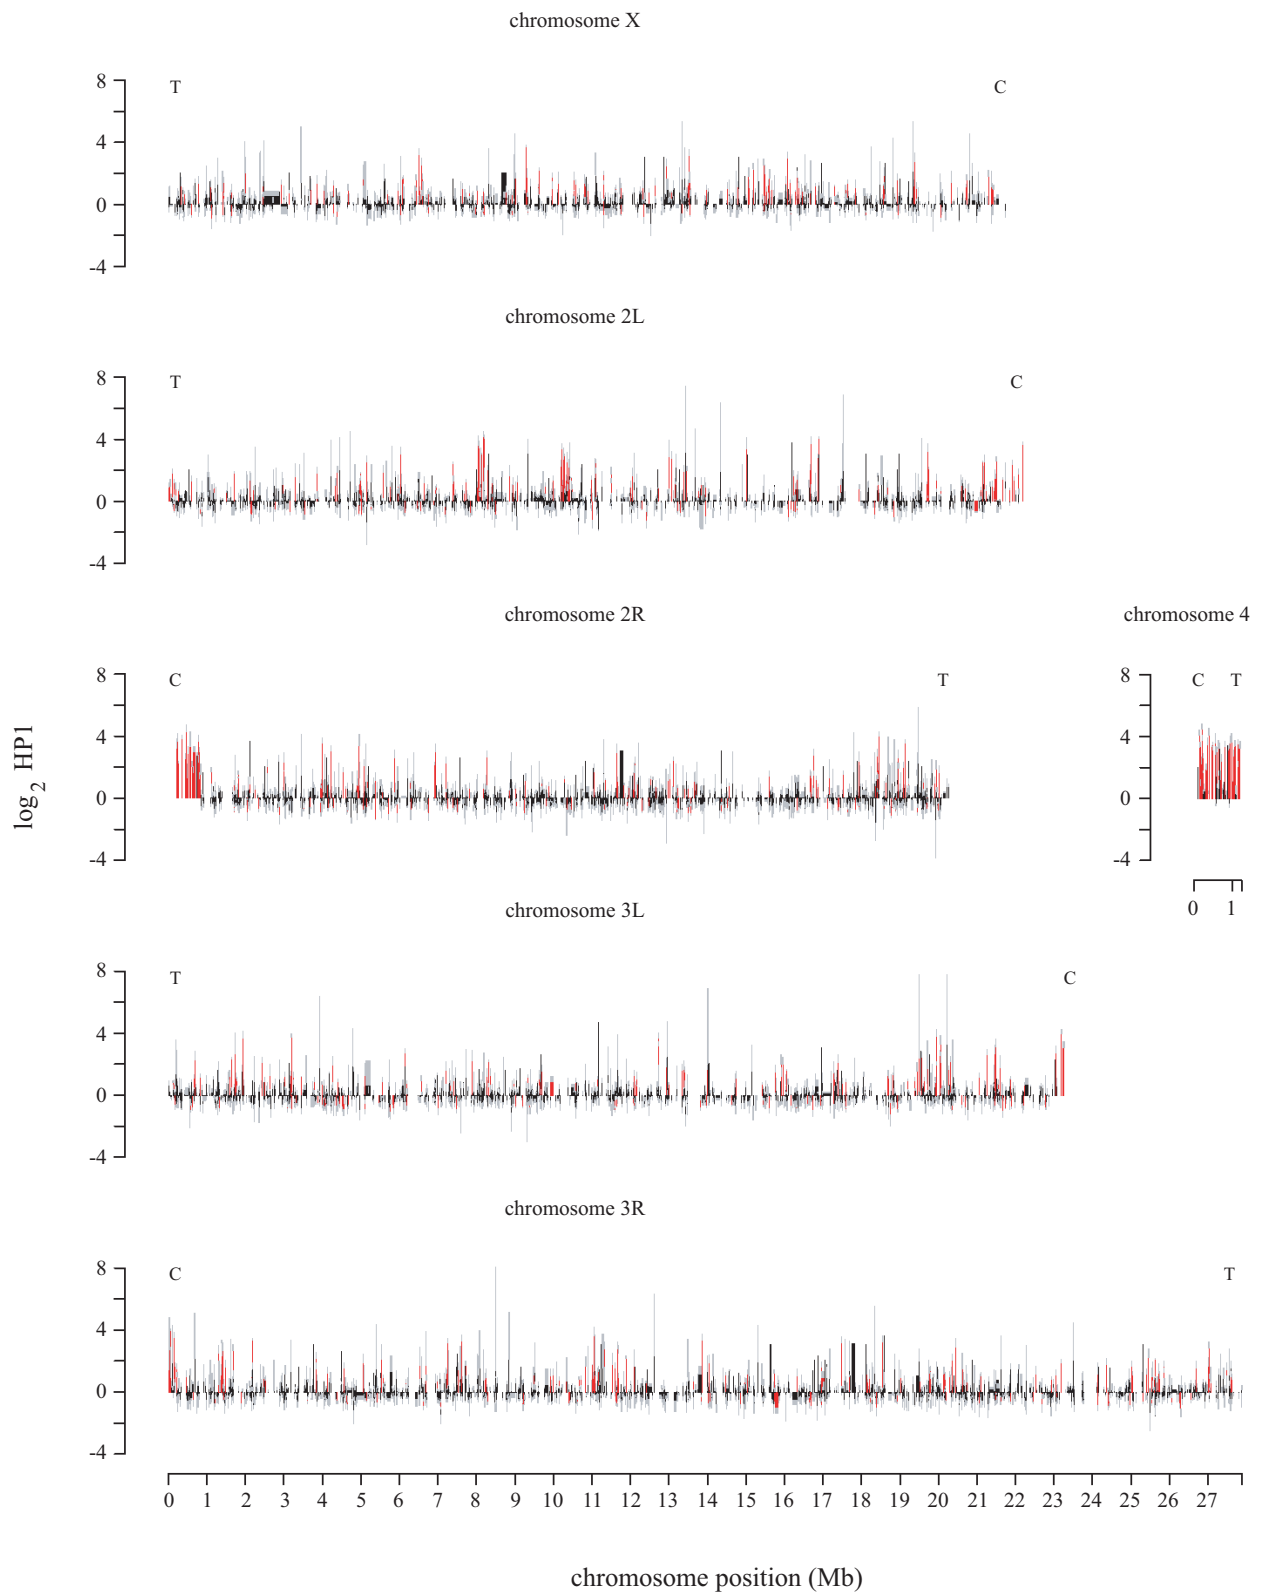 chromosome X
8
4
0
-4
T
C
chromosome 2L
8
4
0
-4
T
C
chromosome 2R
8
4
0
-4
C
T
chromosome 4
8
4
0
-4
C T
0 1
log2 HP1
chromosome 3L
8
4
0
-4
T
C
chromosome 3R
8
4
0
-4
C
T
0 1 2 3 4 5 6 7 8 9 10 11 12 13 14 15 16 17 18 19 20 21 22 23 24 25 26 27
chromosome position (Mb)